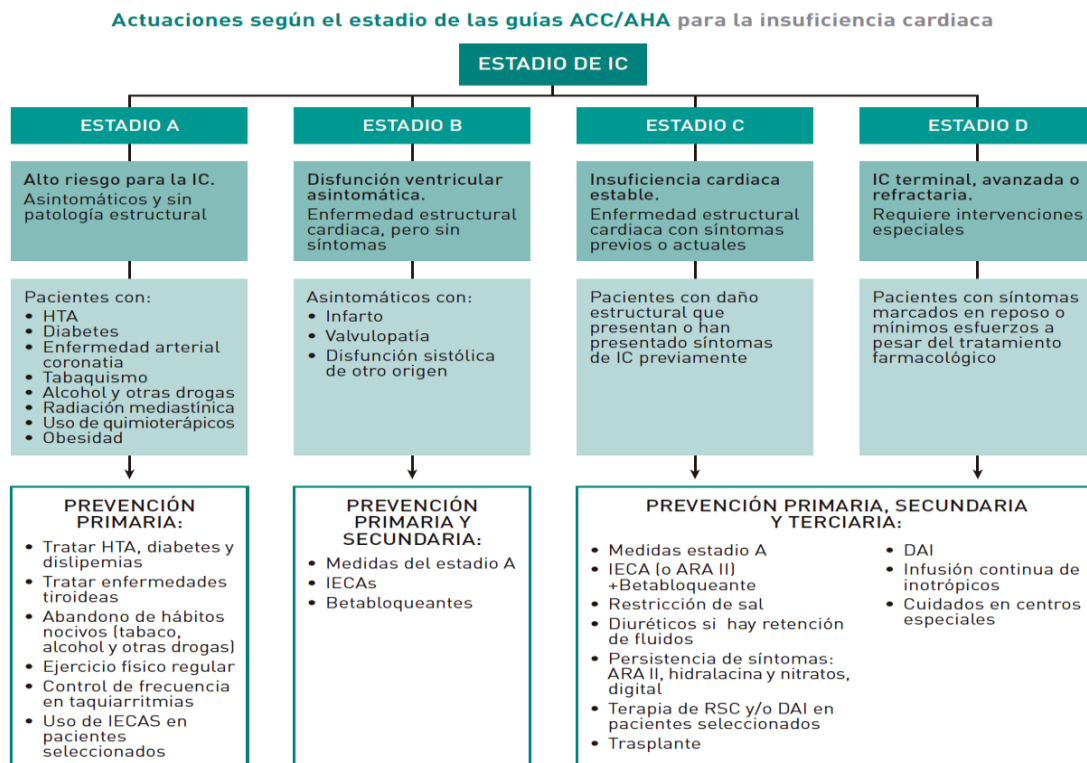 Actuaciones según el estadio de las guías ACC/AHA para la insuficiencia cardiaca
ESTADIO DE IC
ESTADIO A
Alto riesgo para la IC.
Asintomáticos y sin
patología estructural
Pacientes con:
• HTA
• Diabetes
• Enfermedad arterial
coronatia
• Tabaquismo
• Alcohol y otras drogas
• Radiación mediastínica
• Uso de quimioterápicos
• Obesidad
PREVENCIÓN
PRIMARIA:
• Tratar HTA, diabetes y
dislipemias
• Tratar enfermedades
tiroideas
• Abandono de hábitos
nocivos (tabaco,
alcohol y otras drogas)
• Ejercicio físico regular
• Control de frecuencia
en taquiarritmias
• Uso de IECAS en
pacientes
seleccionados
ESTADIO B
Disfunción ventricular
asintomática.
Enfermedad estructural
cardiaca, pero sin
síntomas
Asintomáticos con:
• Infarto
• Valvulopatía
• Disfunción sistólica
de otro origen
PREVENCIÓN
PRIMARIA Y
SECUNDARIA:
• Medidas del estadio A
• IECAs
• Betabloqueantes
ESTADIO C
Insuficiencia cardiaca
estable.
Enfermedad estructural
cardiaca con síntomas
previos o actuales
Pacientes con daño
estructural que
presentan o han
presentado síntomas
de IC previamente
ESTADIO D
IC terminal, avanzada o
refractaria.
Requiere intervenciones
especiales
Pacientes con síntomas
marcados en reposo o
mínimos esfuerzos a
pesar del tratamiento
farmacológico
PREVENCIÓN PRIMARIA, SECUNDARIA
Y TERCIARIA:
• Medidas estadio A
• IECA (o ARA II)
+Betabloqueante
• Restricción de sal
• Diuréticos si hay retención
de fluidos
• Persistencia de síntomas:
ARA II, hidralacina y nitratos,
digital
• Terapia de RSC y/o DAI en
pacientes seleccionados
• Trasplante
• DAI
• Infusión continua de
inotrópicos
• Cuidados en centros
especiales